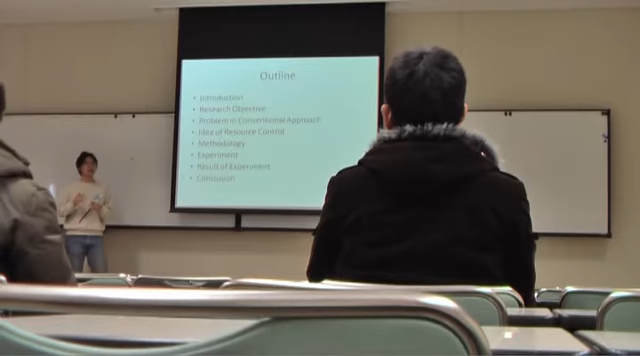 Outline
• Introduction
• Research Objective
• Problem in Conventional Approach
• Idea of Resource Control
• Methodology
• Experiment
• Result of Experiment
• Conclusion